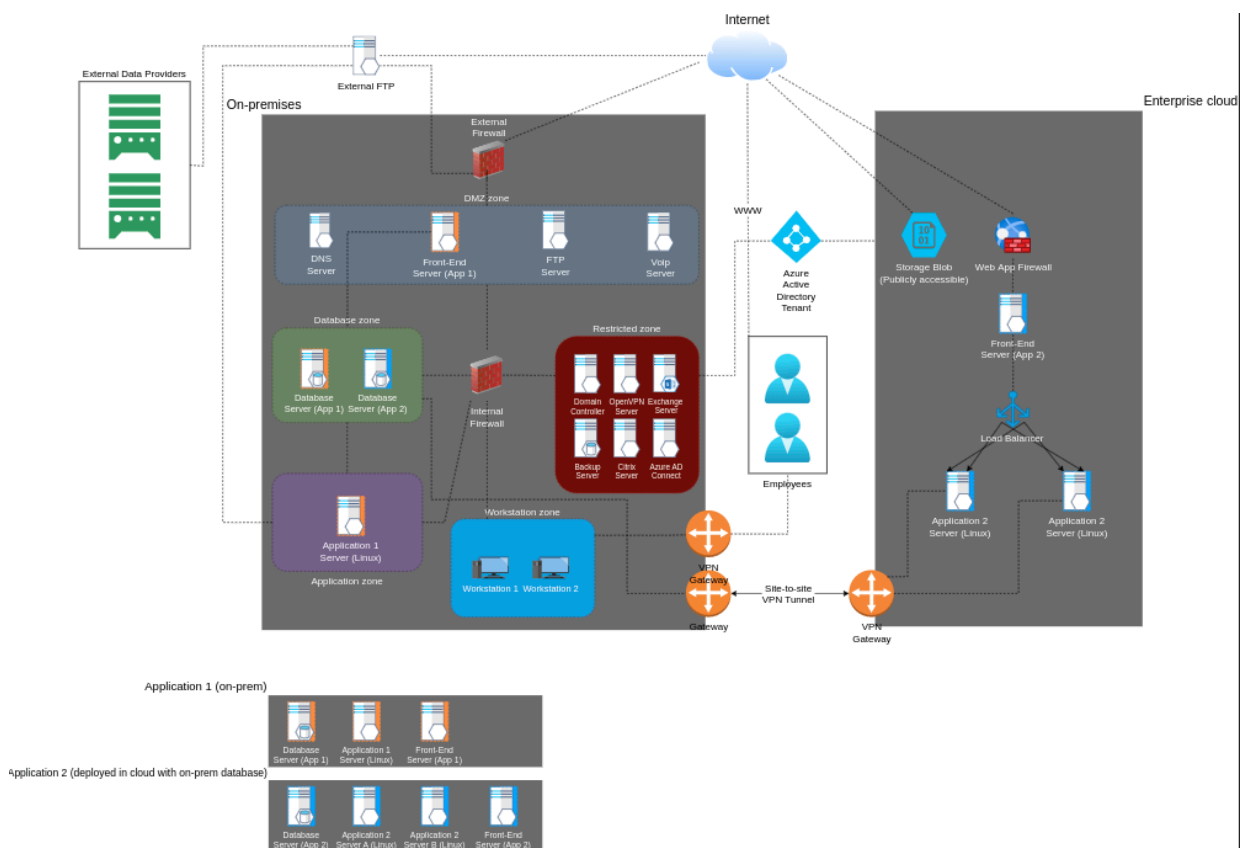 Internet
External Data Providers
External FTP
On-premises
Enterprise cloud
External
Firewall
DMZ zone
DNS
Server
Front-End
Server (App 1)
FTP
Server
Voip
Server
WWW
Azure
Active
Directory
Tenant
10
01
Storage Blob
(Publicly accessible)
Web App Firewall
Front-End
Server (App 2)
Database zone
Database
Server (App 1)
Database
Server (App 2)
Internal
Firewall
Restricted zone
Domain
Controller
OpenVPN
Server
Exchange
Server
Backup
Server
Citrix
Server
Azure AD
Connect
Employees
Load Balancer
Application 2
Server (Linux)
Application 2
Server (Linux)
Application 1
Server (Linux)
Application zone
Workstation zone
Workstation 1
Workstation 2
VPN
Gateway
Gateway
Site-to-site
VPN Tunnel
VPN
Gateway
Application 1 (on-prem)
Database
Server (App 1)
Application 1
Server (Linux)
Front-End
Server (App 1)
Application 2 (deployed in cloud with on-prem database)
Database
Server (App 2)
Application 2
Server A (Linux)
Application 2
Server B (Linux)
Front-End
Server (App 2)